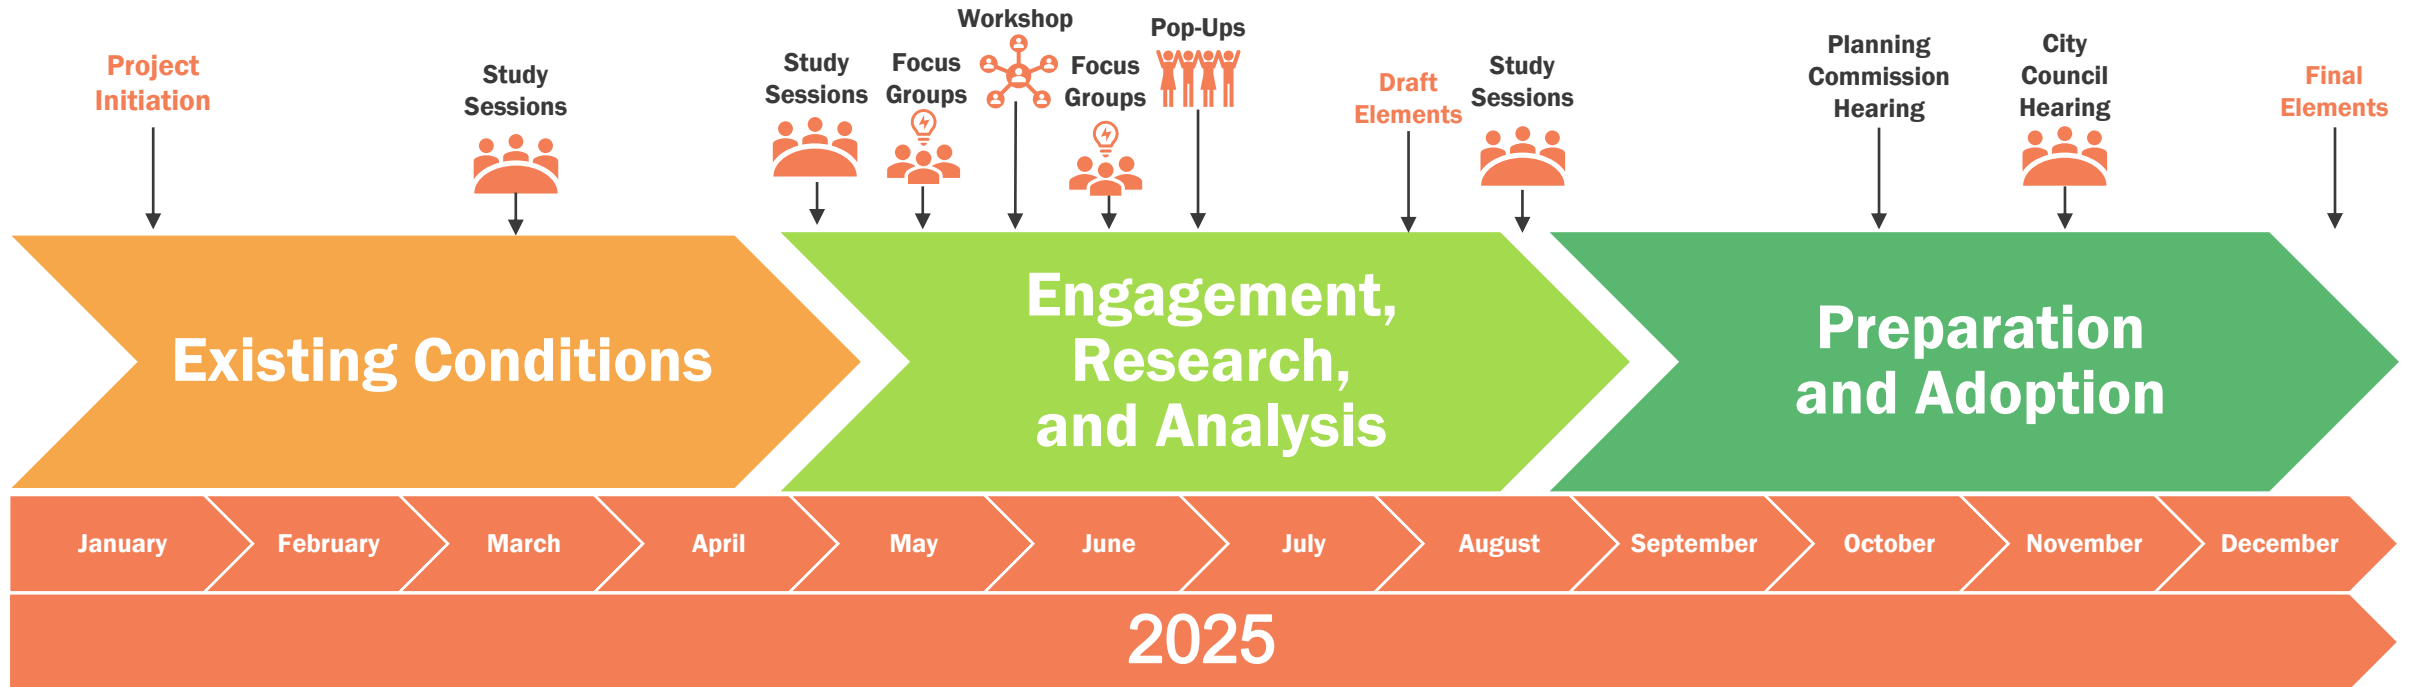 Project
Initiation
Study
Sessions
Study
Sessions
Focus
Groups
Workshop
Focus
Groups
Pop-Ups
Draft
Elements
Study
Sessions
Planning
Commission
Hearing
City
Council
Hearing
Final
Elements
Existing Conditions
Engagement,
Research,
and Analysis
Preparation
and Adoption
January
February
March
April
May
June
July
August
September
October
November
December
2025